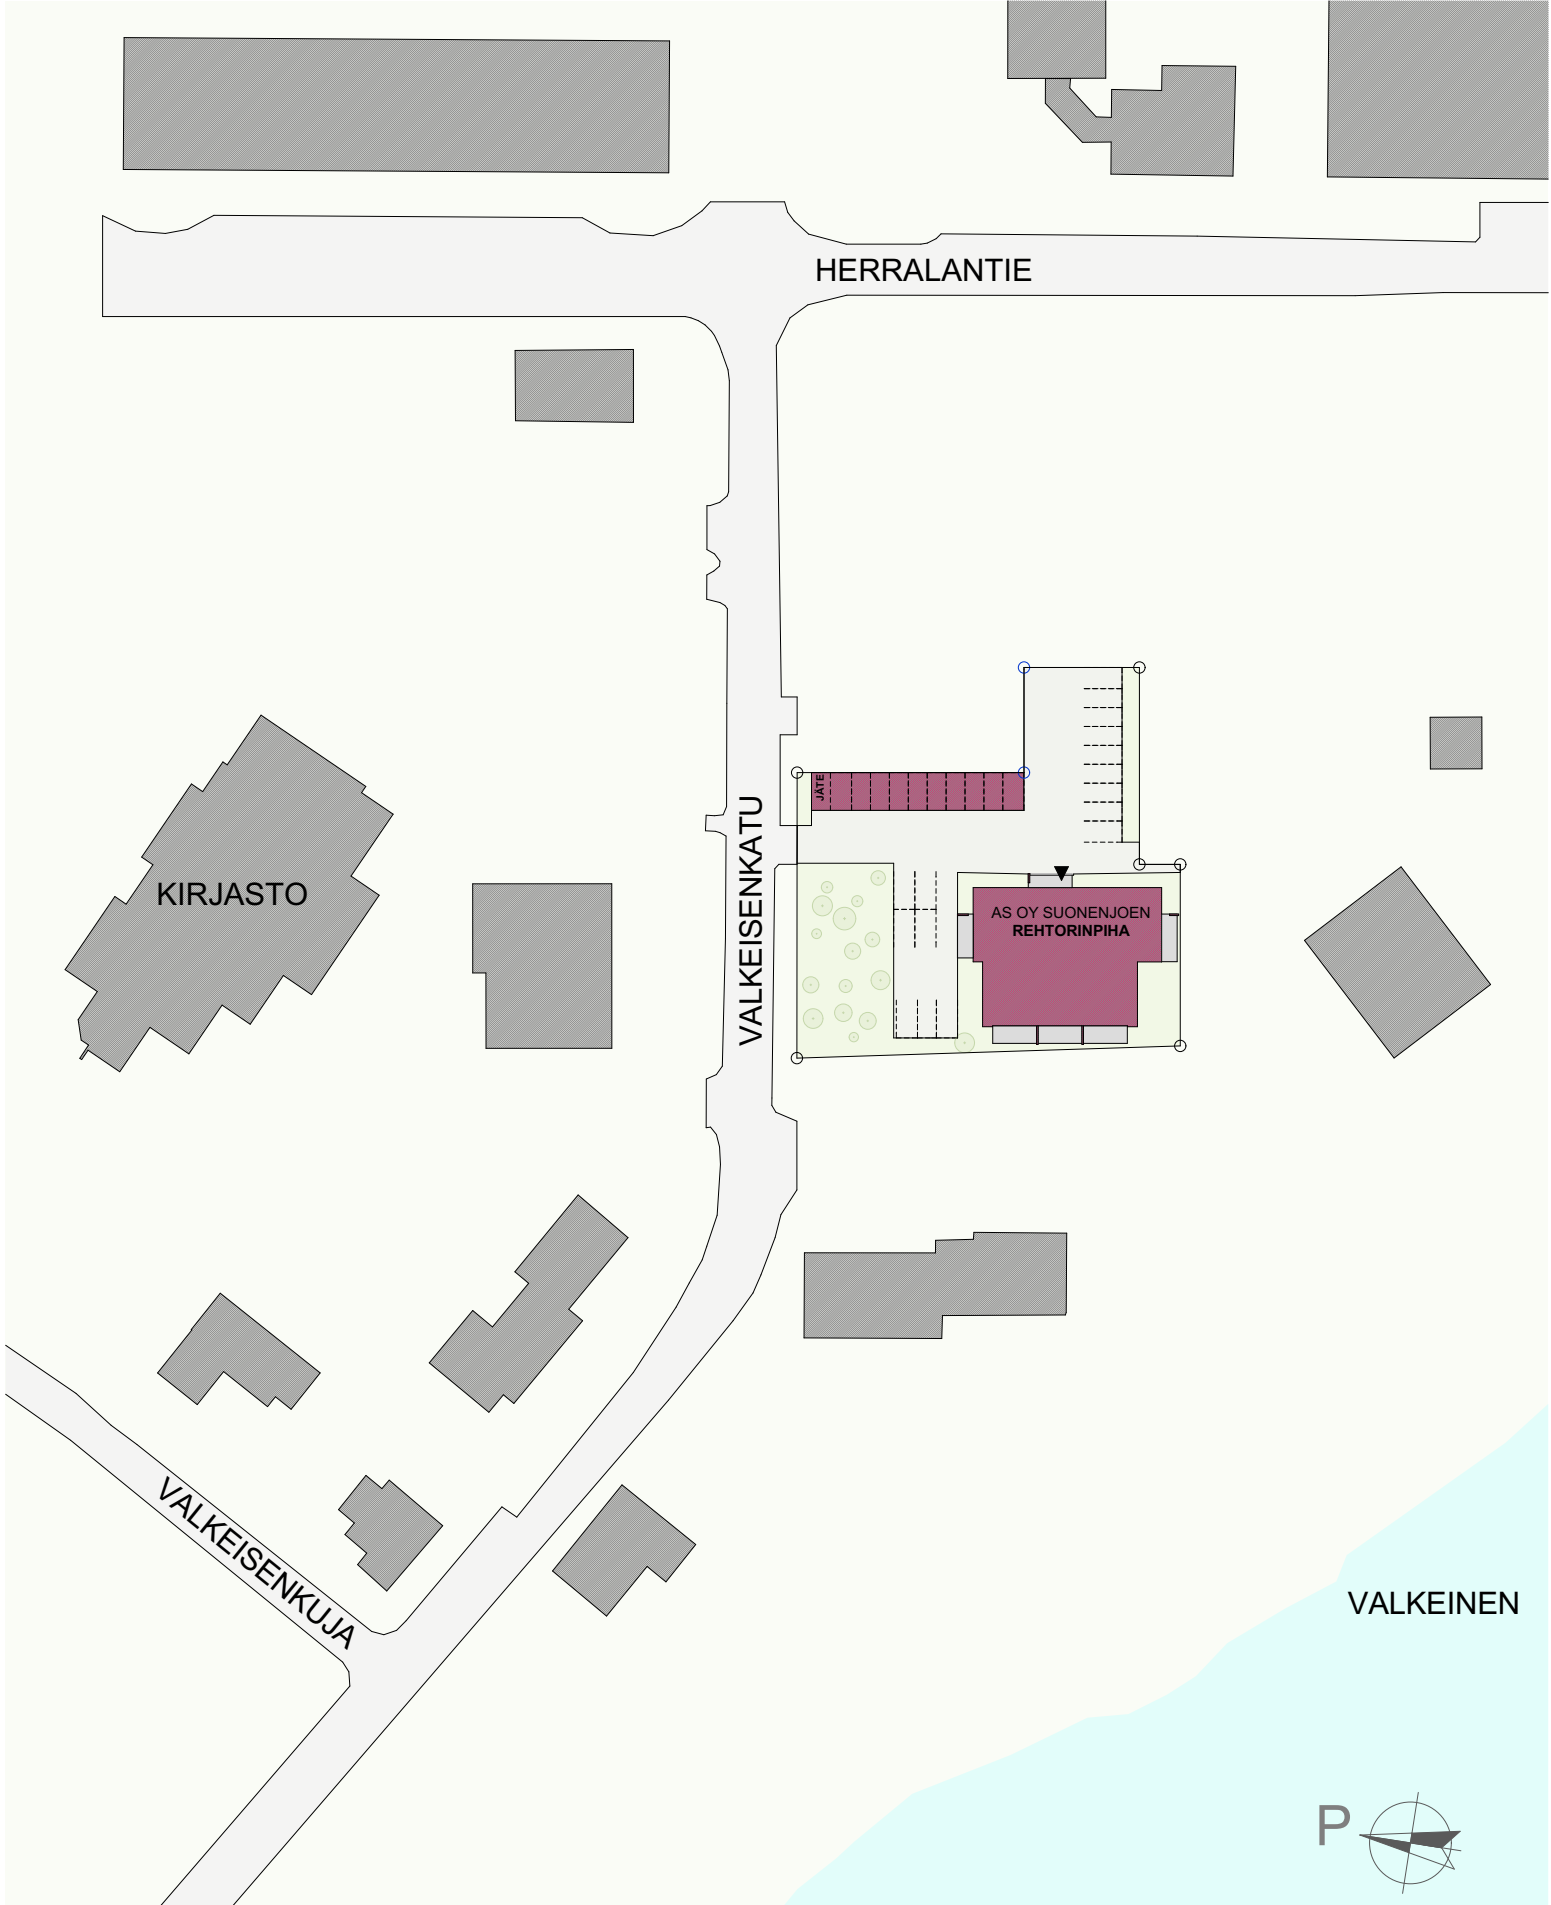 HERRALANTIE
JÄTE
VALKEISENKATU
KIRJASTO
AS OY SUONENJOEN
REHTORINPIHA
VALKEISENKUJA
VALKEINEN
P